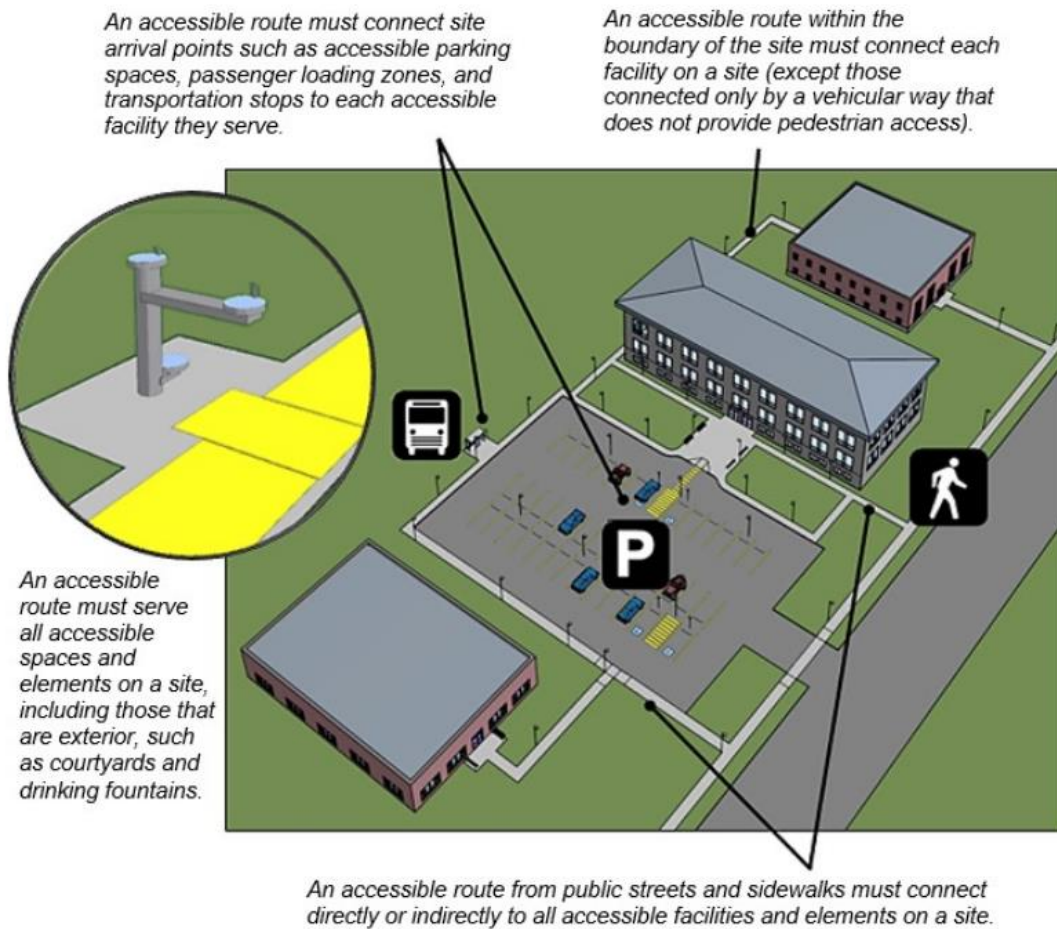 An accessible route must connect site
arrival points such as accessible parking
spaces, passenger loading zones, and
transportation stops to each accessible
facility they serve.
An accessible route within the
boundary of the site must connect each
facility on a site (except those
connected only by a vehicular way that
does not provide pedestrian access).
P
An accessible
route must serve
all accessible
spaces and
elements on a site,
including those that
are exterior, such
as courtyards and
drinking fountains.
An accessible route from public streets and sidewalks must connect
directly or indirectly to all accessible facilities and elements on a site.